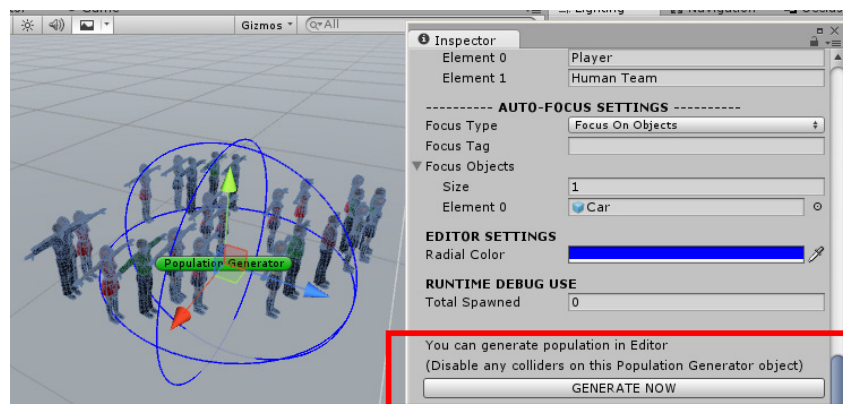 Gizmos
All
Inspector
Element 0 Player
Element 1 Human Team
---------- AUTO-FOCUS SETTINGS ----------
Focus Type Focus On Objects
Focus Tag
Focus Objects
Size 1
Element 0 Car
EDITOR SETTINGS
Radial Color
RUNTIME DEBUG USE
Total Spawned 0
Population Generator
You can generate population in Editor
(Disable any colliders on this Population Generator object)
GENERATE NOW